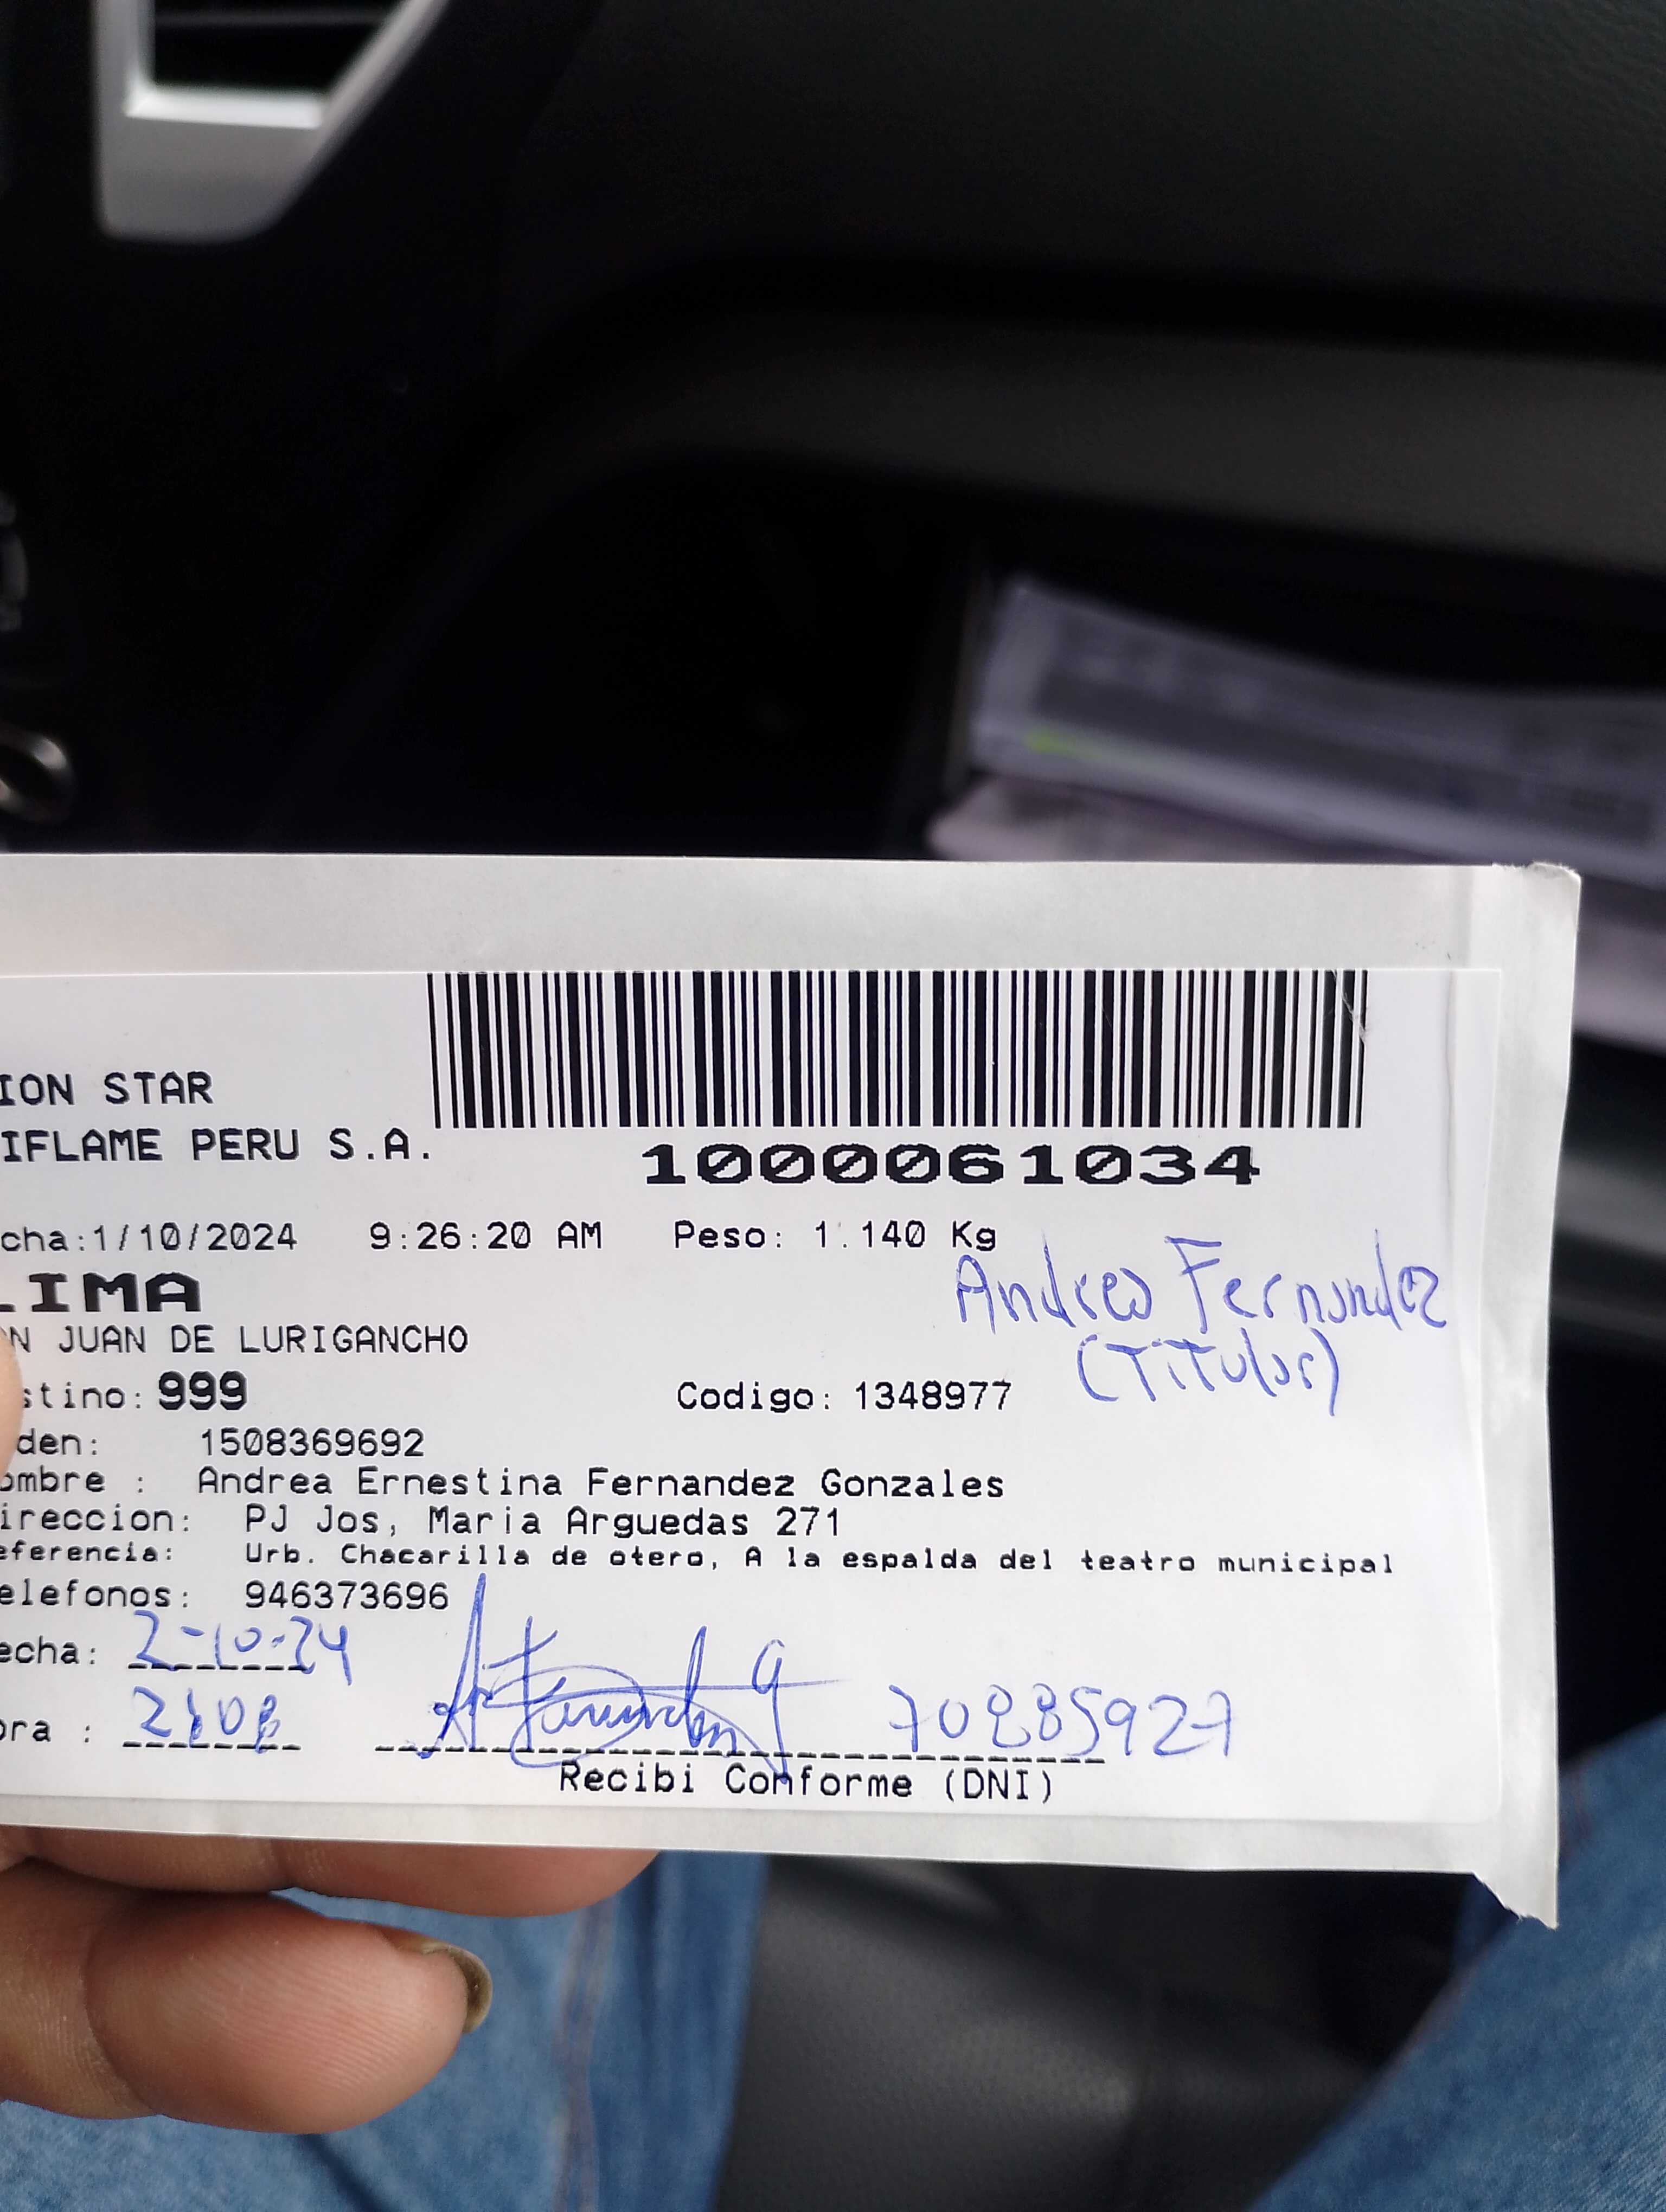 ION STAR
IFLAME PERU S.A.
1000061034
cha:1/10/2024 9:26:20 AM Peso: 1.140 Kg
LIMA
Andrea Fernandez
N JUAN DE LURIGANCHO
(Titular)
stino: 999 Codigo: 1348977
den: 1508369692
ombre : Andrea Ernestina Fernandez Gonzales
ireccion: PJ Jos, Maria Arguedas 271
eferencia: Urb. Chacarilla de otero, A la espalda del teatro municipal
elefonos: 946373696
echa: 2-10-24
ora :
70285927
Recibi Conforme (DNI)